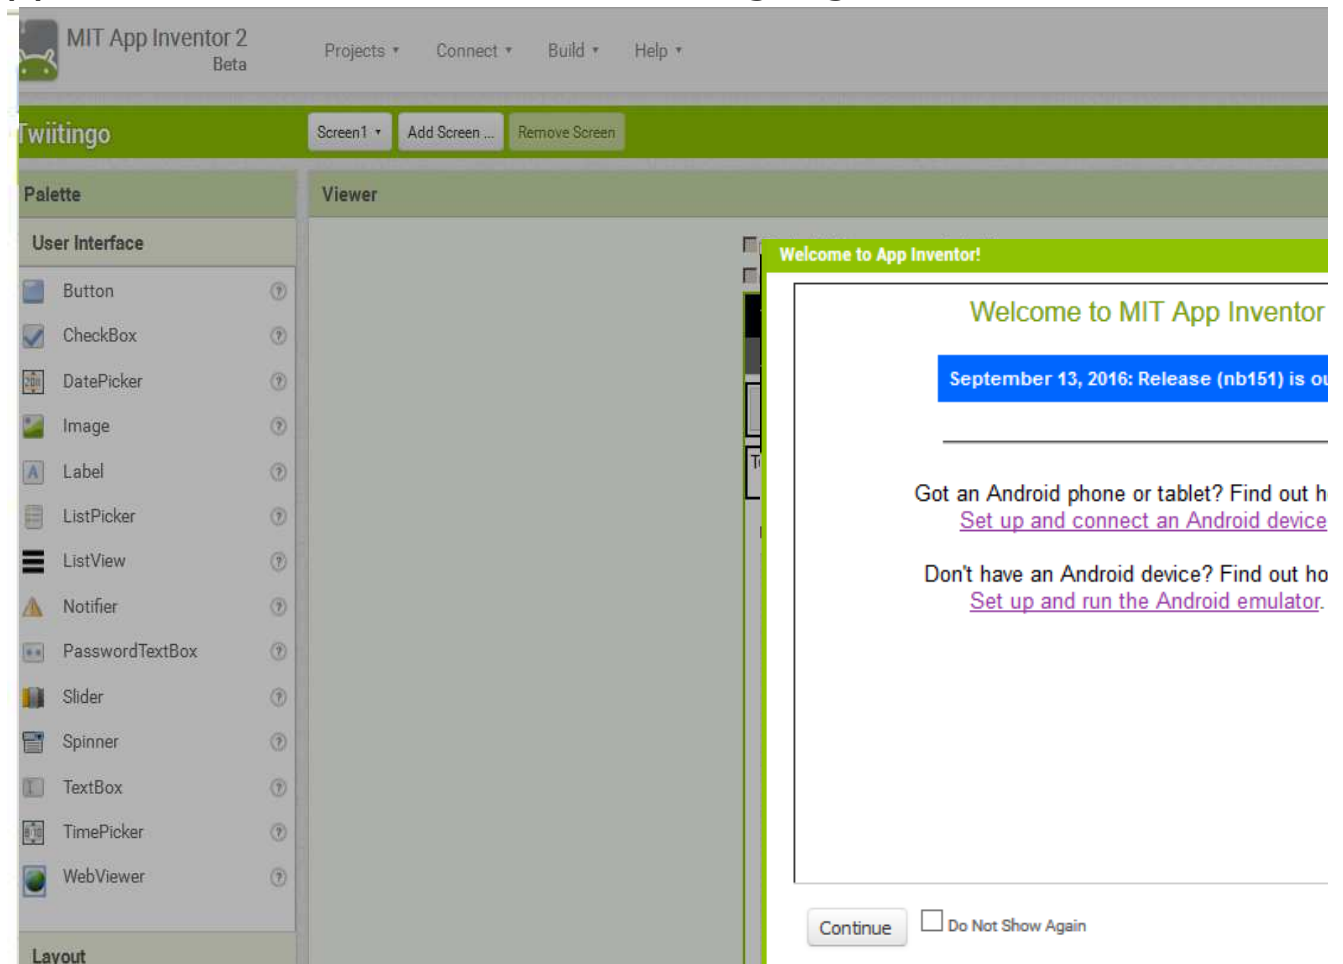 MIT App Inventor 2
Beta
Projects Connect Build Help
Twiitingo
Screen1 Add Screen ... Remove Screen
Palette
Viewer
User Interface
Button
CheckBox
DatePicker
Image
Label
ListPicker
ListView
Notifier
PasswordTextBox
Slider
Spinner
TextBox
TimePicker
WebViewer
Layout
Welcome to App Inventor!
Welcome to MIT App Inventor
September 13, 2016: Release (nb151) is
Got an Android phone or tablet? Find out
Set up and connect an Android device
Don't have an Android device? Find out
Set up and run the Android emulator.
Continue Do Not Show Again